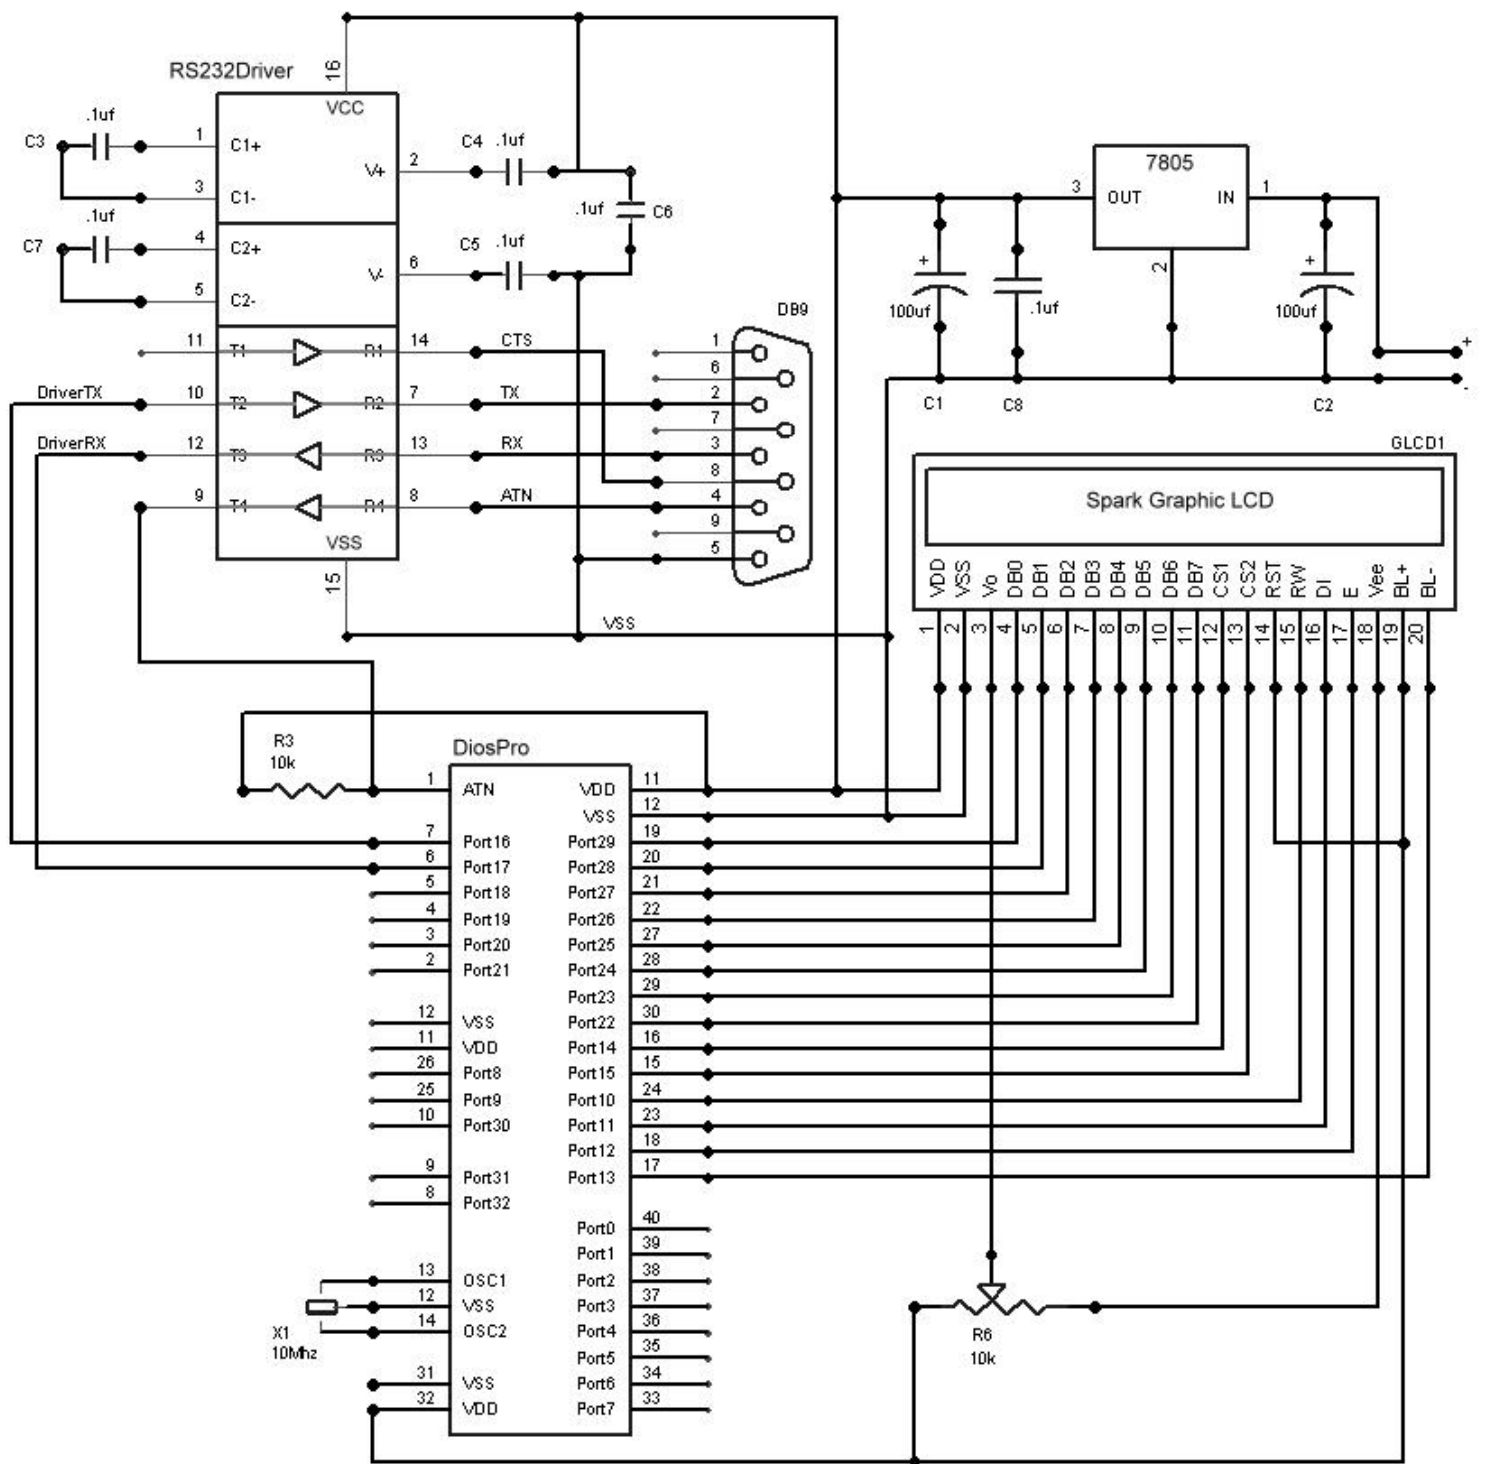 RS232Driver
16
VCC
C3
.1uf
1
C1+
3
C1-
V+
2
C4
.1uf
.1uf
C6
C7
.1uf
4
C2+
5
C2-
V-
6
C5
.1uf
11
T1
R1
14
CTS
DriverTX
10
T2
R2
7
TX
DriverRX
12
T3
R3
13
RX
9
T4
R4
8
ATN
VSS
15
VSS
DB9
1
6
2
7
3
8
4
9
5
7805
3
OUT
IN
1
2
+
100uf
.1uf
+
100uf
+
-
C1
C8
C2
GLCD1
Spark Graphic LCD
VDD
VSS
Vo
DB0
DB1
DB2
DB3
DB4
DB5
DB6
DB7
CS1
CS2
RST
RW
DI
E
Vee
BL+
BL-
1
2
3
4
5
6
7
8
9
10
11
12
13
14
15
16
17
18
19
20
R3
10k
DiosPro
1 ATN
VDD 11
VSS 12
7 Port16
Port29 19
6 Port17
Port28 20
5 Port18
Port27 21
4 Port19
Port26 22
3 Port20
Port25 27
2 Port21
Port24 28
Port23 29
12 VSS
Port22 30
11 VDD
Port14 16
26 Port8
Port15 15
25 Port9
Port10 24
10 Port30
Port11 23
Port12 18
9 Port31
Port13 17
8 Port32
Port0 40
Port1 39
13 OSC1
Port2 38
12 VSS
Port3 37
14 OSC2
Port4 36
Port5 35
31 VSS
Port6 34
32 VDD
Port7 33
X1
10Mhz
R6
10k